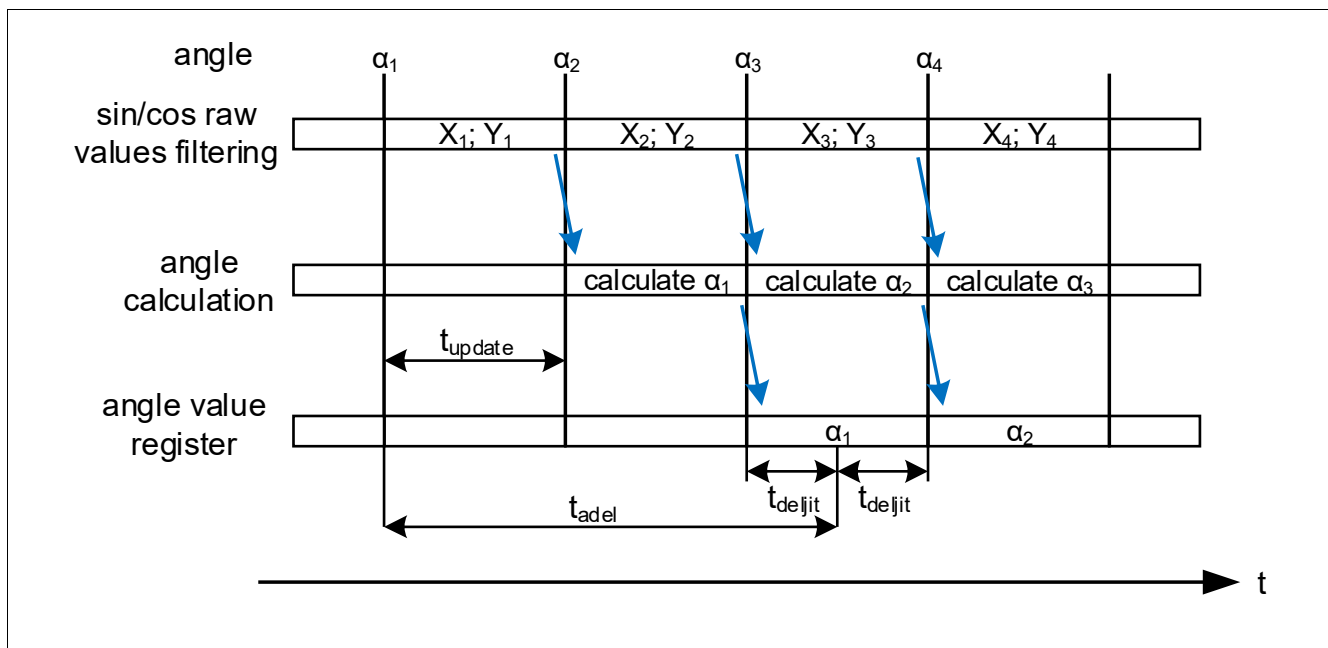 angle α₁ α₂ α₃ α₄
sin/cos raw
values filtering
X₁; Y₁ X₂; Y₂ X₃; Y₃ X₄; Y₄
angle
calculation
calculate α₁ calculate α₂ calculate α₃
tupdate
angle value
register
α₁ α₂
tdeljit tdeljit
tadel
t